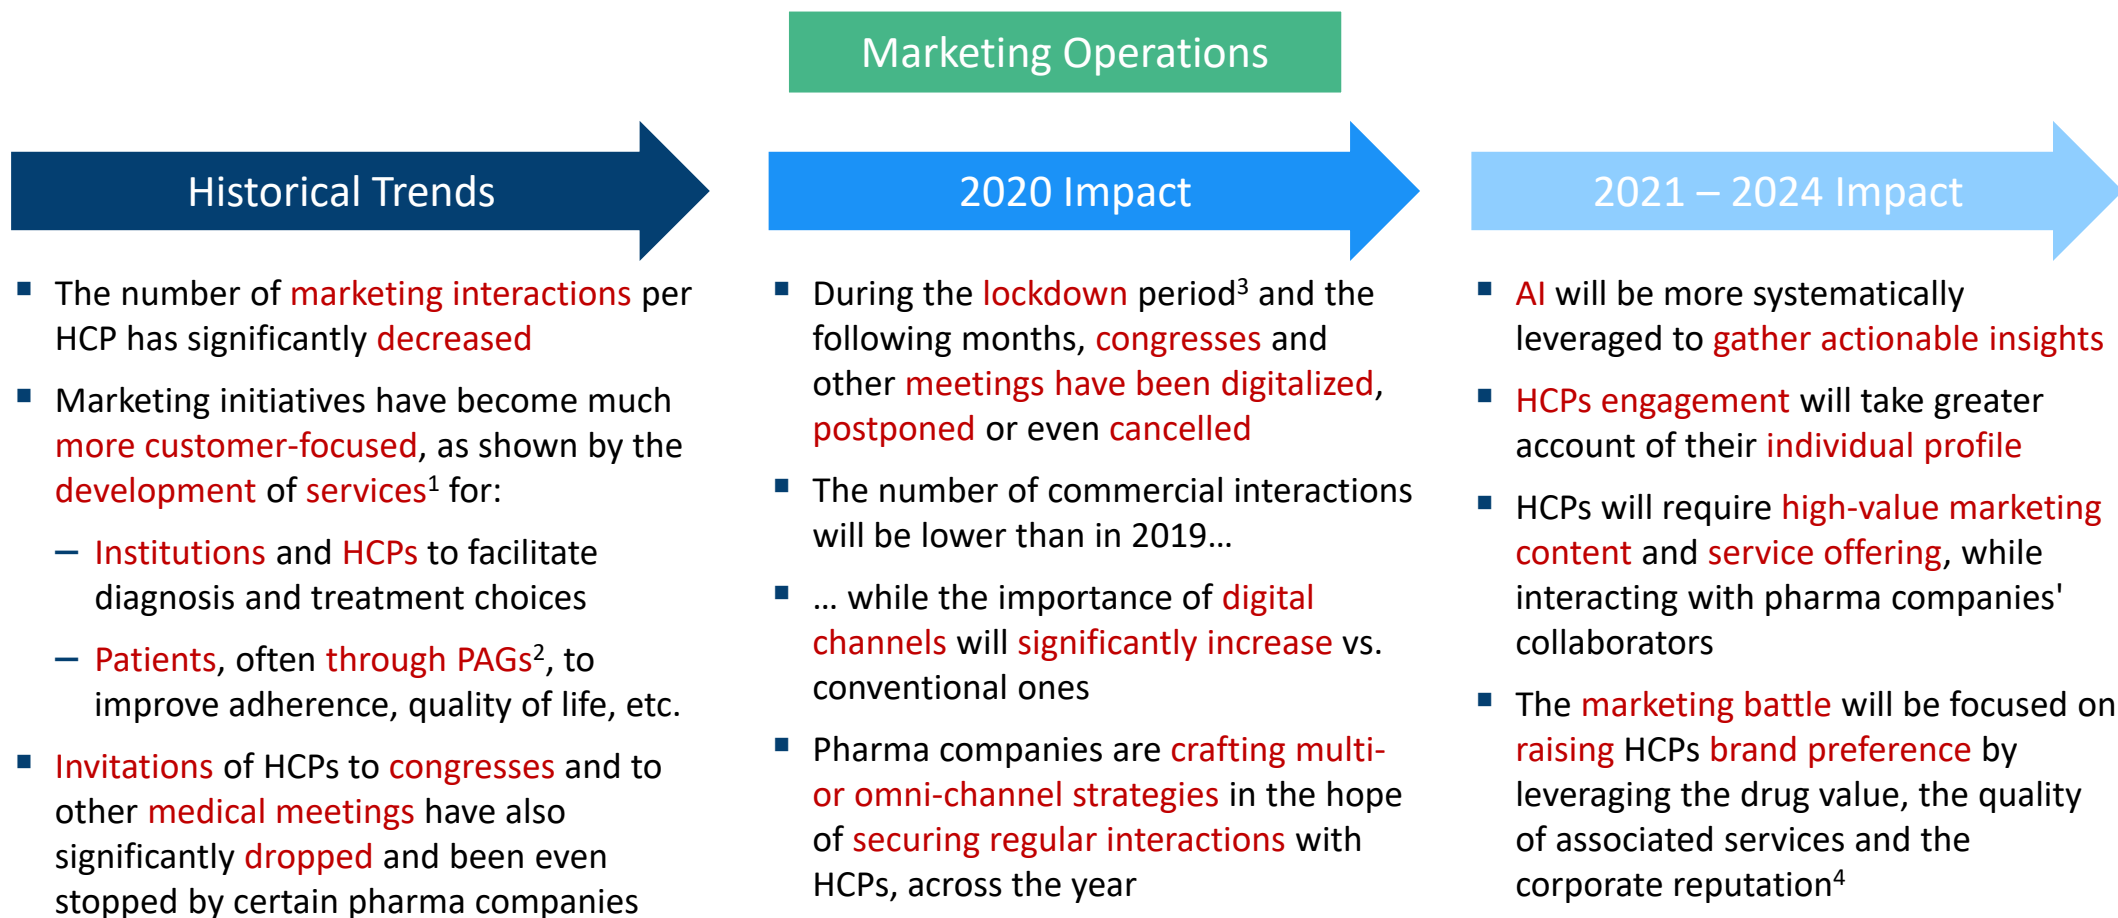 Marketing Operations
Historical Trends
▪ The number of marketing interactions per
HCP has significantly decreased
▪ Marketing initiatives have become much
more customer-focused, as shown by the
development of services¹ for:
– Institutions and HCPs to facilitate
diagnosis and treatment choices
– Patients, often through PAGs², to
improve adherence, quality of life, etc.
▪ Invitations of HCPs to congresses and to
other medical meetings have also
significantly dropped and been even
stopped by certain pharma companies
2020 Impact
▪ During the lockdown period³ and the
following months, congresses and
other meetings have been digitalized,
postponed or even cancelled
▪ The number of commercial interactions
will be lower than in 2019…
▪ … while the importance of digital
channels will significantly increase vs.
conventional ones
▪ Pharma companies are crafting multi-
or omni-channel strategies in the hope
of securing regular interactions with
HCPs, across the year
2021 – 2024 Impact
▪ AI will be more systematically
leveraged to gather actionable insights
▪ HCPs engagement will take greater
account of their individual profile
▪ HCPs will require high-value marketing
content and service offering, while
interacting with pharma companies'
collaborators
▪ The marketing battle will be focused on
raising HCPs brand preference by
leveraging the drug value, the quality
of associated services and the
corporate reputation⁴